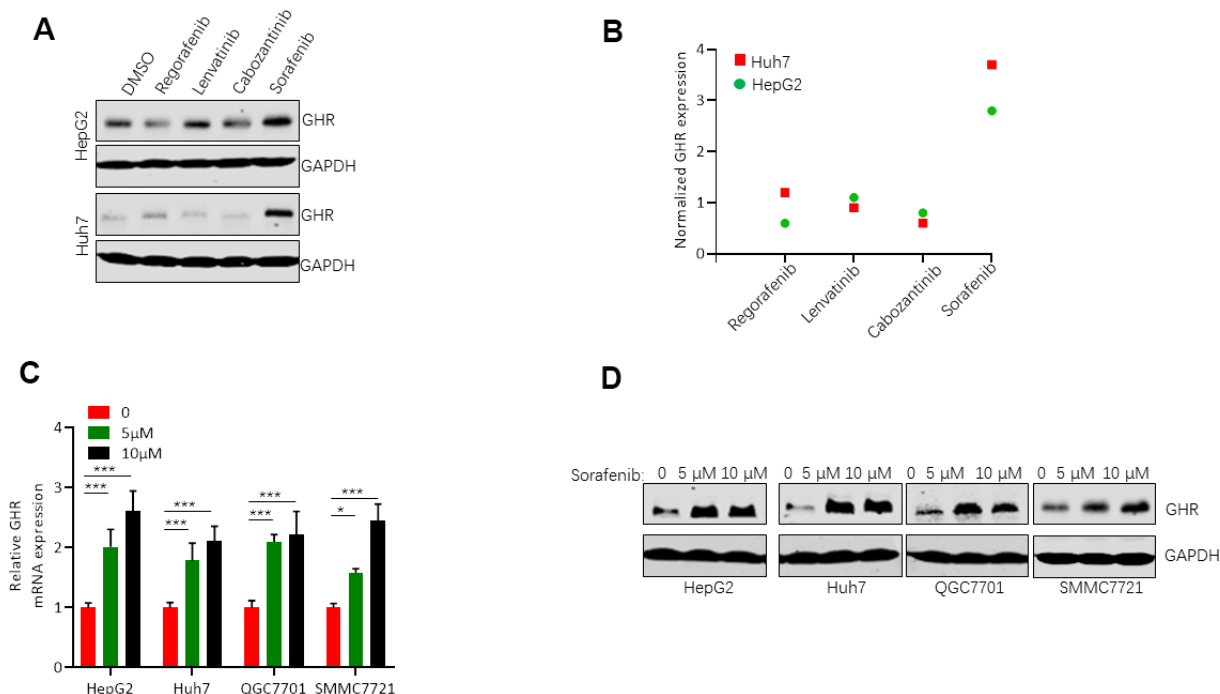 A
DMSO
Regorafenib
Lenvatinib
Cabozantinib
Sorafenib
HepG2
GHR
GAPDH
Huh7
GHR
GAPDH
B
Normalized GHR expression
4
3
2
1
0
Huh7
HepG2
Regorafenib
Lenvatinib
Cabozantinib
Sorafenib
C
0
5μM
10μM
Relative GHR
mRNA expression
4
3
2
1
0
***
***
***
***
***
***
***
*
HepG2
Huh7
QGC7701
SMMC7721
D
Sorafenib: 0 5 μM 10 μM 0 5 μM 10 μM 0 5 μM 10 μM 0 5 μM 10 μM
GHR
GAPDH
HepG2 Huh7 QGC7701 SMMC7721